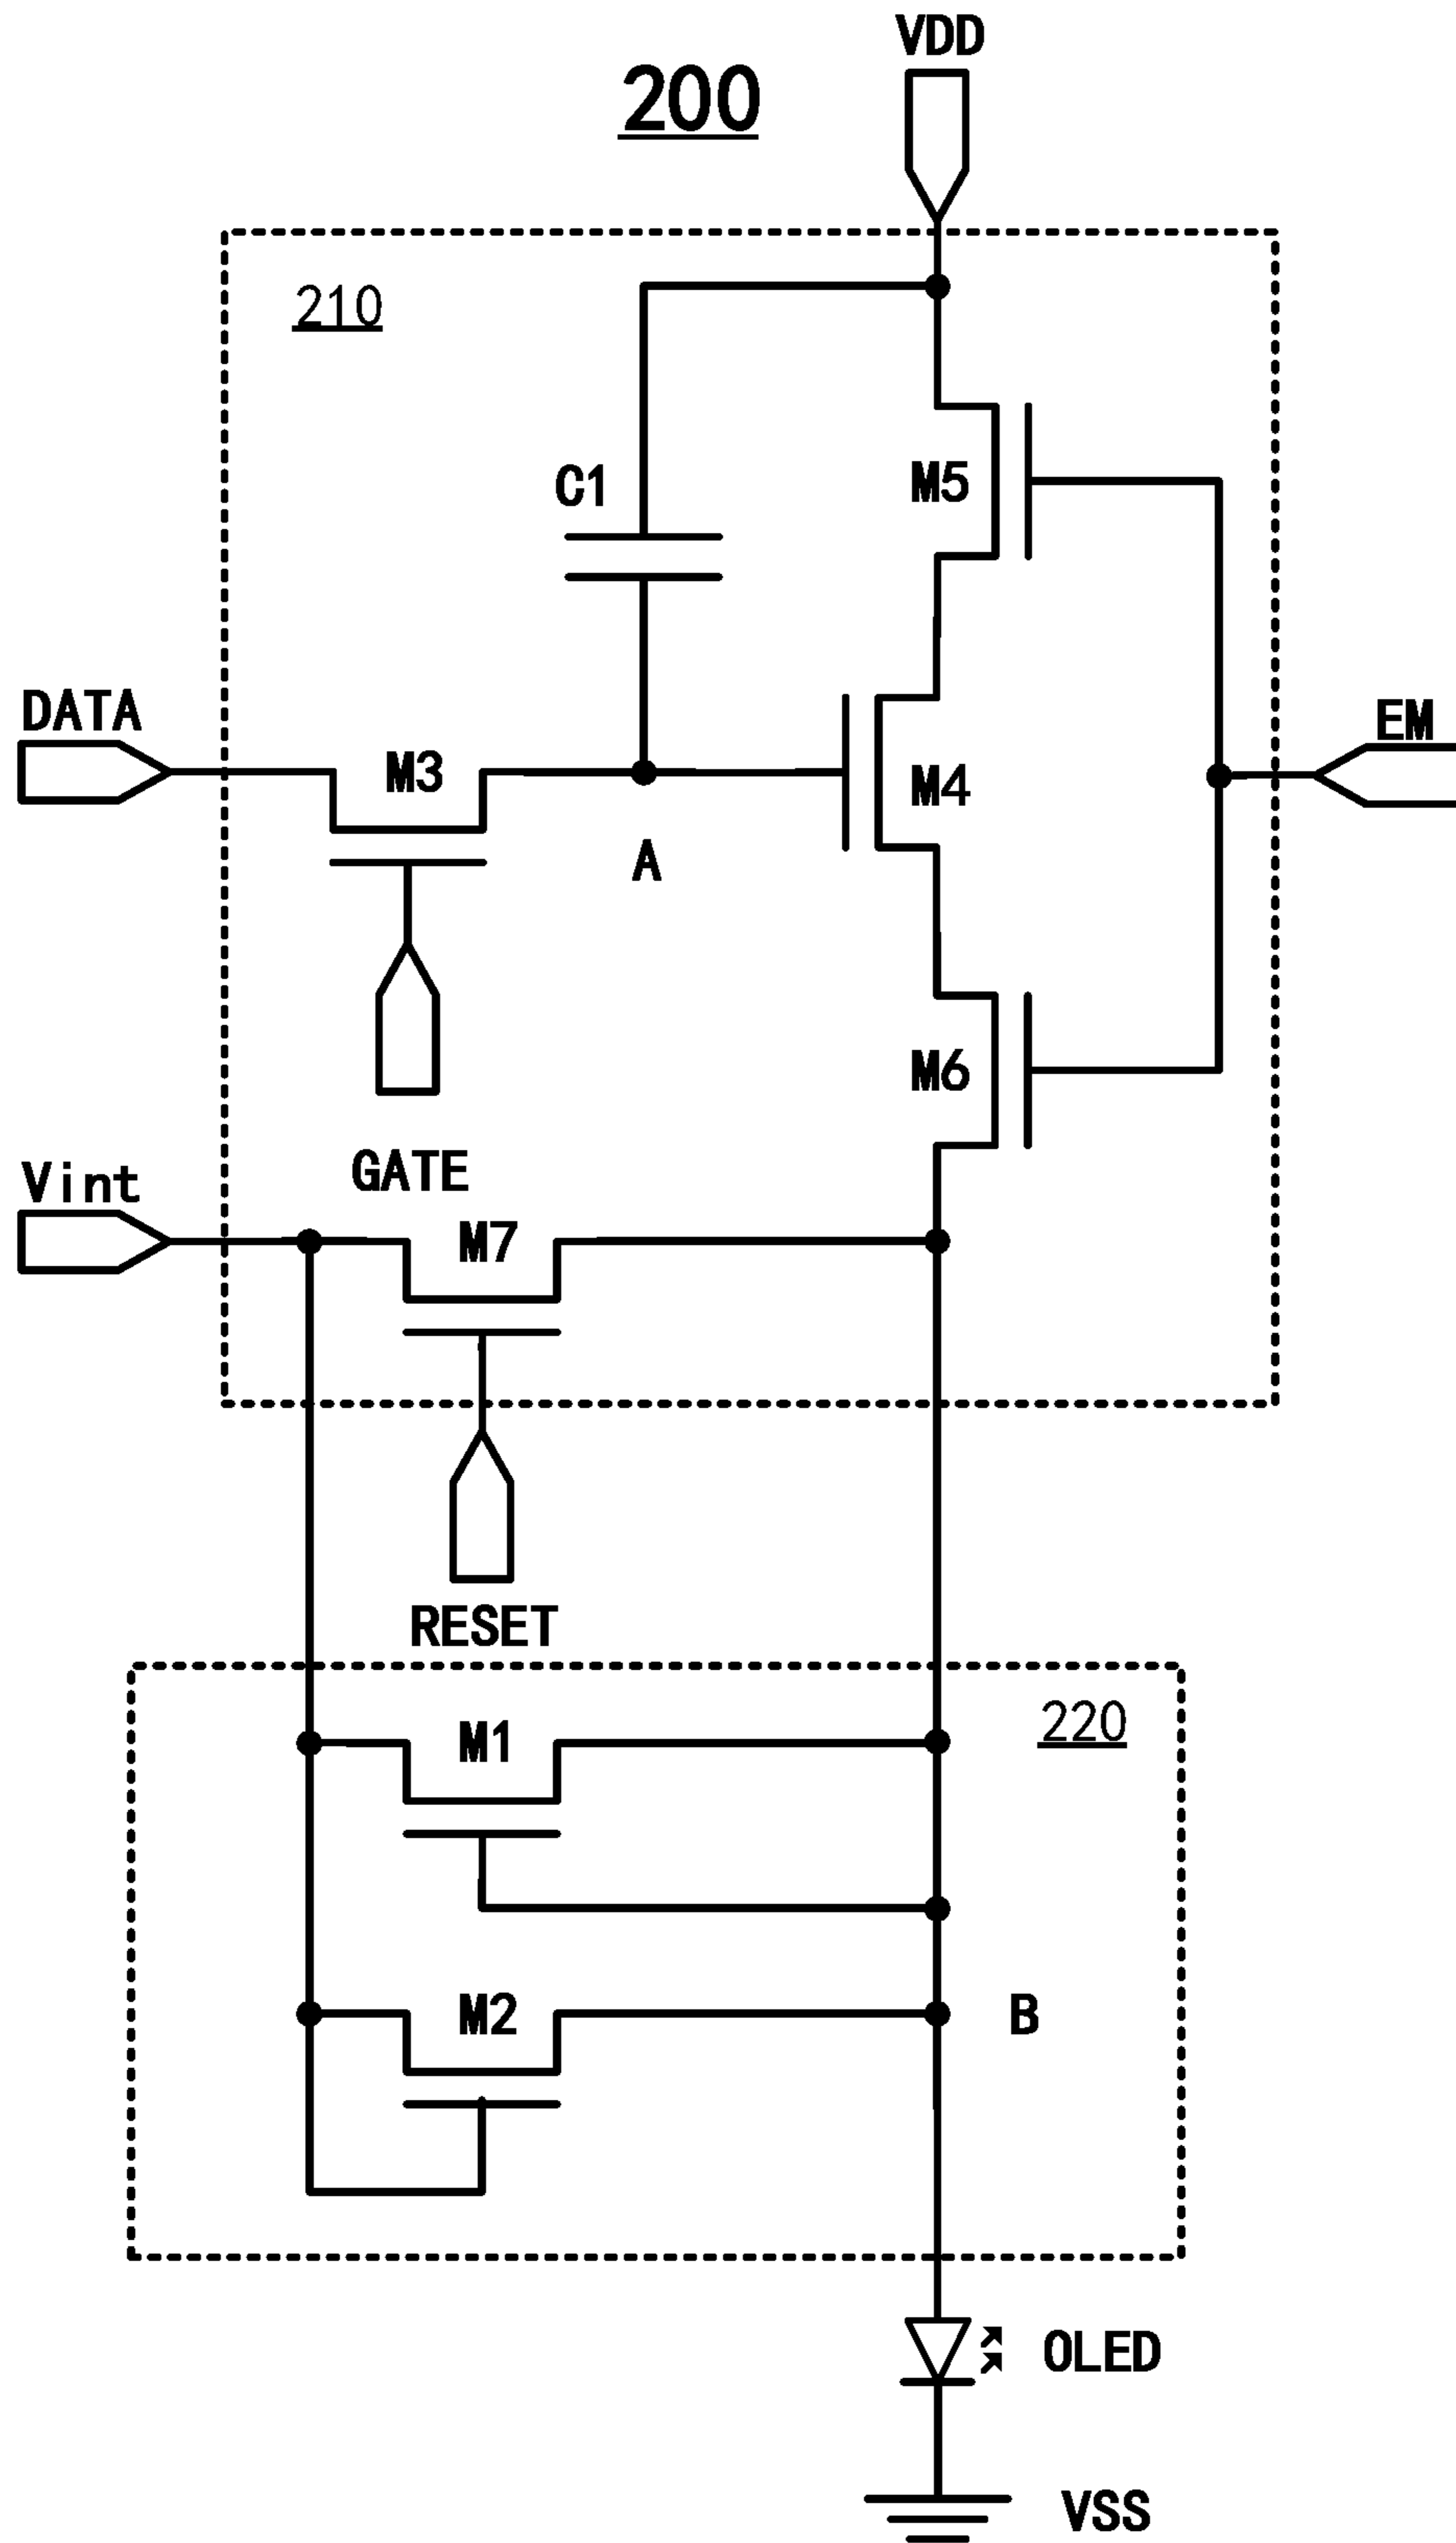 VDD
200
210
C1
M5
DATA
M3
M4
EM
A
M6
GATE
Vint
M7
RESET
220
M1
M2
B
OLED
VSS